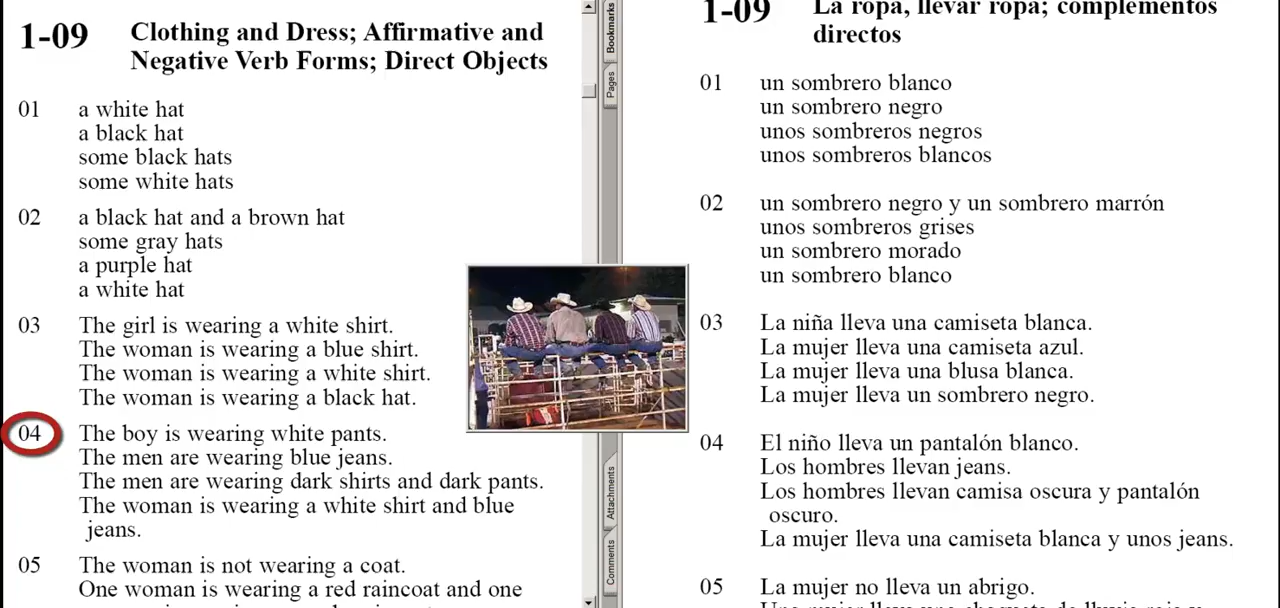 1-09 Clothing and Dress; Affirmative and
Negative Verb Forms; Direct Objects
01 a white hat
a black hat
some black hats
some white hats
02 a black hat and a brown hat
some gray hats
a purple hat
a white hat
03 The girl is wearing a white shirt.
The woman is wearing a blue shirt.
The woman is wearing a white shirt.
The woman is wearing a black hat.
04 The boy is wearing white pants.
The men are wearing blue jeans.
The men are wearing dark shirts and dark pants.
The woman is wearing a white shirt and blue
jeans.
05 The woman is not wearing a coat.
One woman is wearing a red raincoat and one
Bookmarks
Pages
Attachments
Comments
1-09 La ropa, llevar ropa; complementos
directos
01 un sombrero blanco
un sombrero negro
unos sombreros negros
unos sombreros blancos
02 un sombrero negro y un sombrero marrón
unos sombreros grises
un sombrero morado
un sombrero blanco
03 La niña lleva una camiseta blanca.
La mujer lleva una camiseta azul.
La mujer lleva una blusa blanca.
La mujer lleva un sombrero negro.
04 El niño lleva un pantalón blanco.
Los hombres llevan jeans.
Los hombres llevan camisa oscura y pantalón
oscuro.
La mujer lleva una camiseta blanca y unos jeans.
05 La mujer no lleva un abrigo.